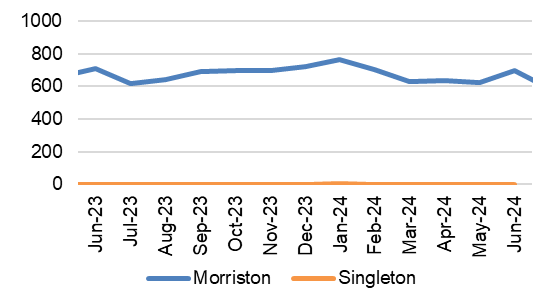 1000
800
600
400
200
0
Jun-23
Jul-23
Aug-23
Sep-23
Oct-23
Nov-23
Dec-23
Jan-24
Feb-24
Mar-24
Apr-24
May-24
Jun-24
Morriston
Singleton